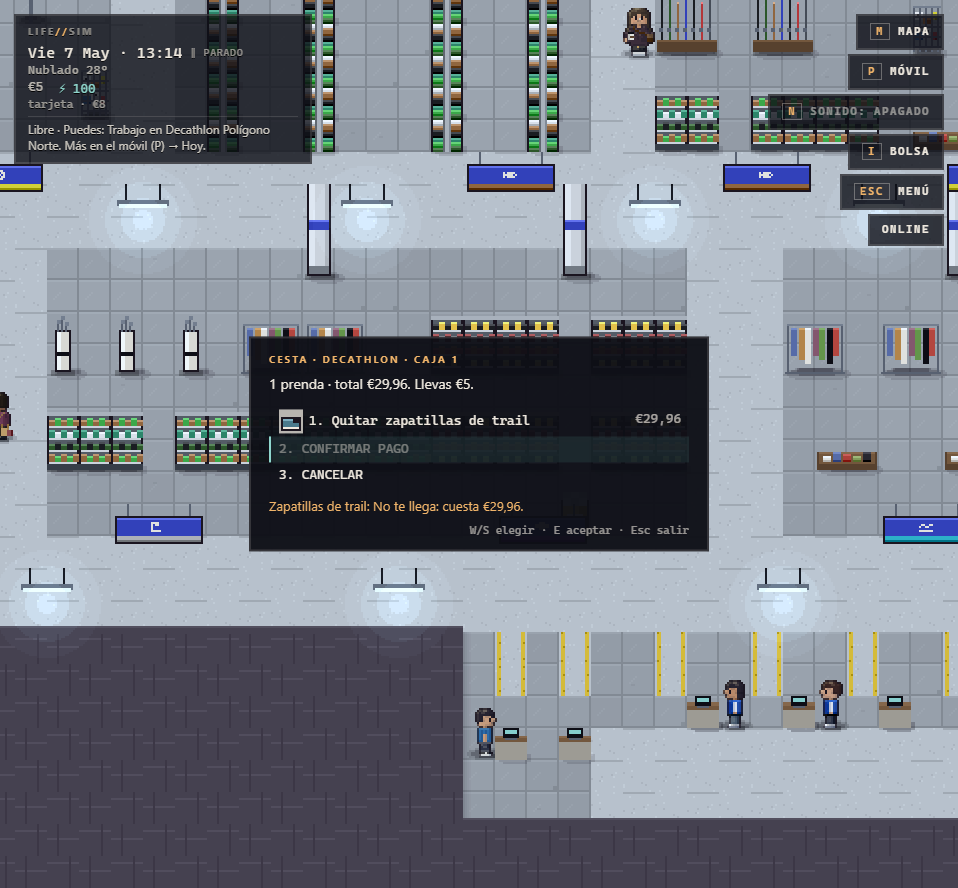 LIFE//SIM
Vie 7 May · 13:14 ‖ PARADO
Nublado 28º
€5 ⚡ 100
tarjeta · €8
Libre · Puedes: Trabajo en Decathlon Polígono
Norte. Más en el móvil (P) → Hoy.
M MAPA
P MÓVIL
N SONIDO: APAGADO
I BOLSA
ESC MENÚ
ONLINE
CESTA · DECATHLON · CAJA 1
1 prenda · total €29,96. Llevas €5.
1. Quitar zapatillas de trail €29,96
2. CONFIRMAR PAGO
3. CANCELAR
Zapatillas de trail: No te llega: cuesta €29,96.
W/S elegir · E aceptar · Esc salir